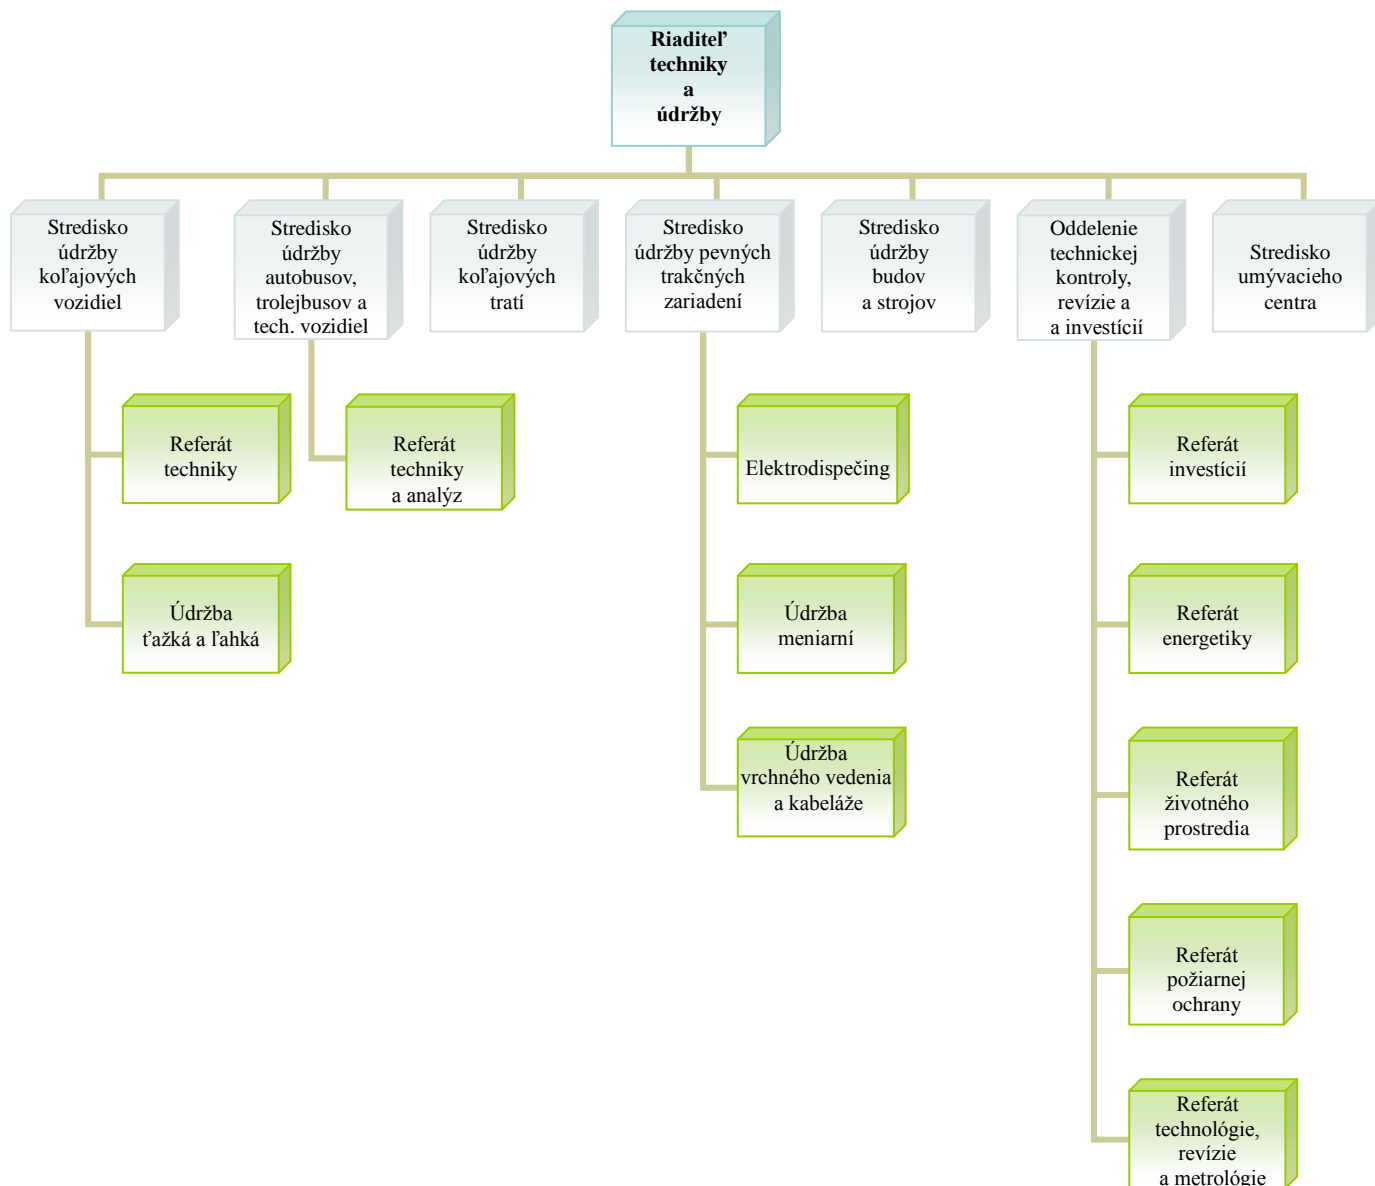 Riaditeľ
techniky
a
údržby
Stredisko
údržby
koľajových
vozidiel
Stredisko
údržby
autobusov,
trolejbusov a
tech. vozidiel
Stredisko
údržby
koľajových
tratí
Stredisko
údržby pevných
trakčných
zariadení
Stredisko
údržby
budov
a strojov
Oddelenie
technickej
kontroly,
revízie a
a investícií
Stredisko
umývacieho
centra
Referát
techniky
Referát
techniky
a analýz
Elektrodispečing
Referát
investícií
Údržba
ťažká a ľahká
Údržba
meniarní
Referát
energetiky
Údržba
vrchného vedenia
a kabeláže
Referát
životného
prostredia
Referát
požiarnej
ochrany
Referát
technológie,
revízie
a metrológie